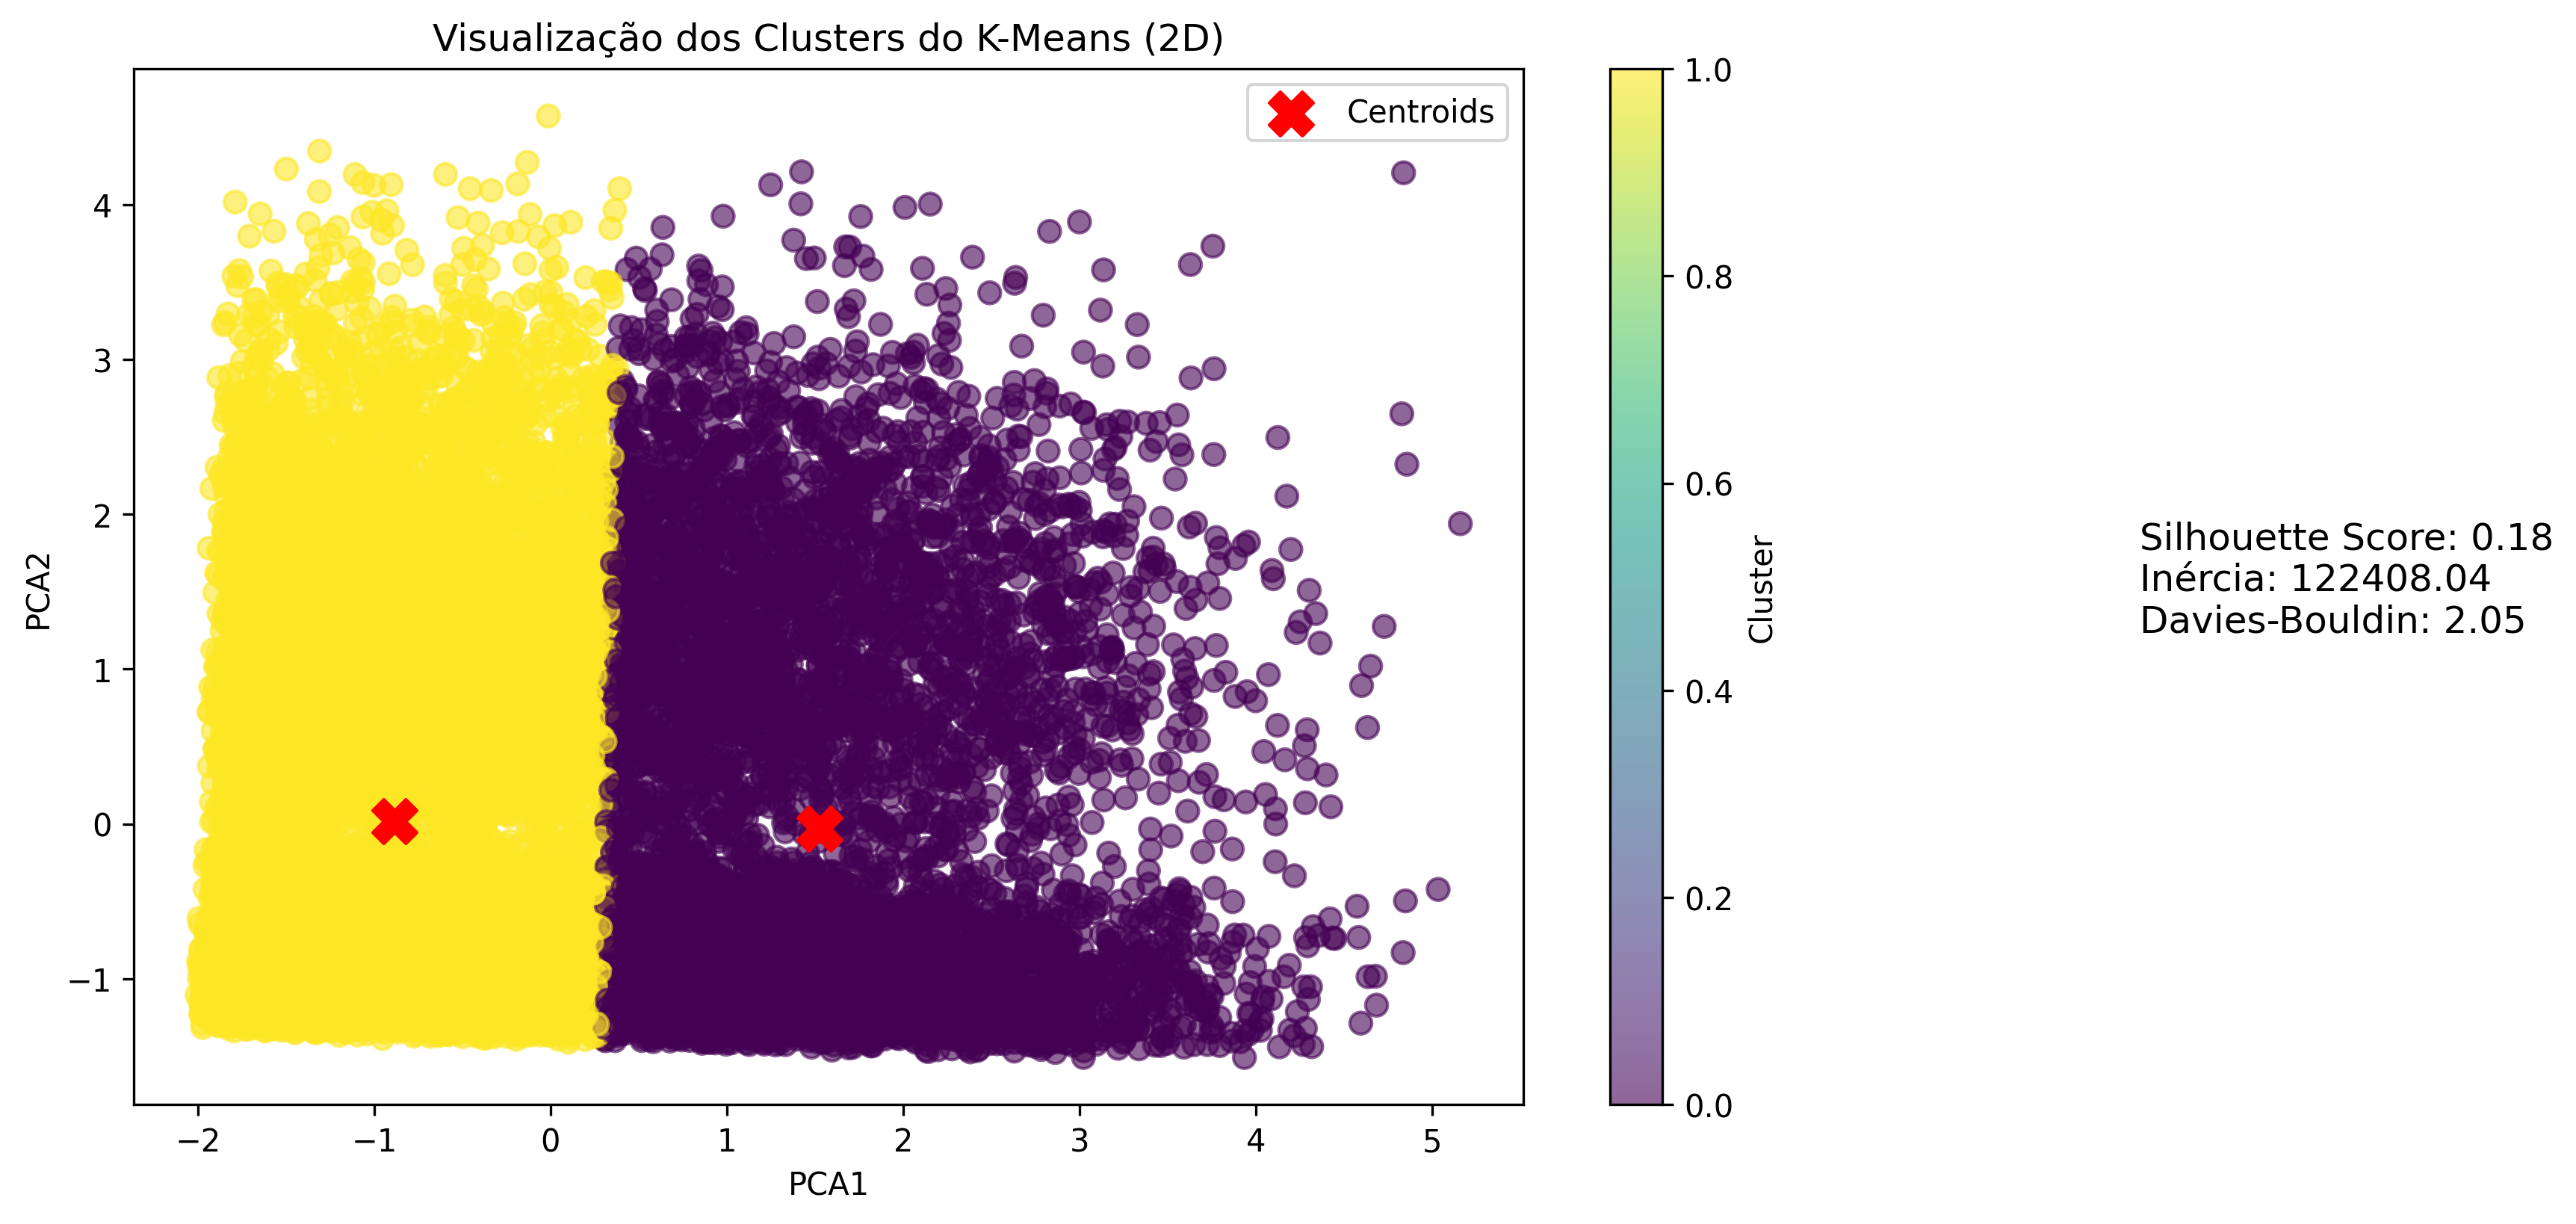 Visualização dos Clusters do K-Means (2D)
Centroids
4
3
2
1
0
−1
PCA2
−2
−1
0
1
2
3
4
5
PCA1
1.0
0.8
0.6
0.4
0.2
0.0
Cluster
Silhouette Score: 0.18
Inércia: 122408.04
Davies-Bouldin: 2.05